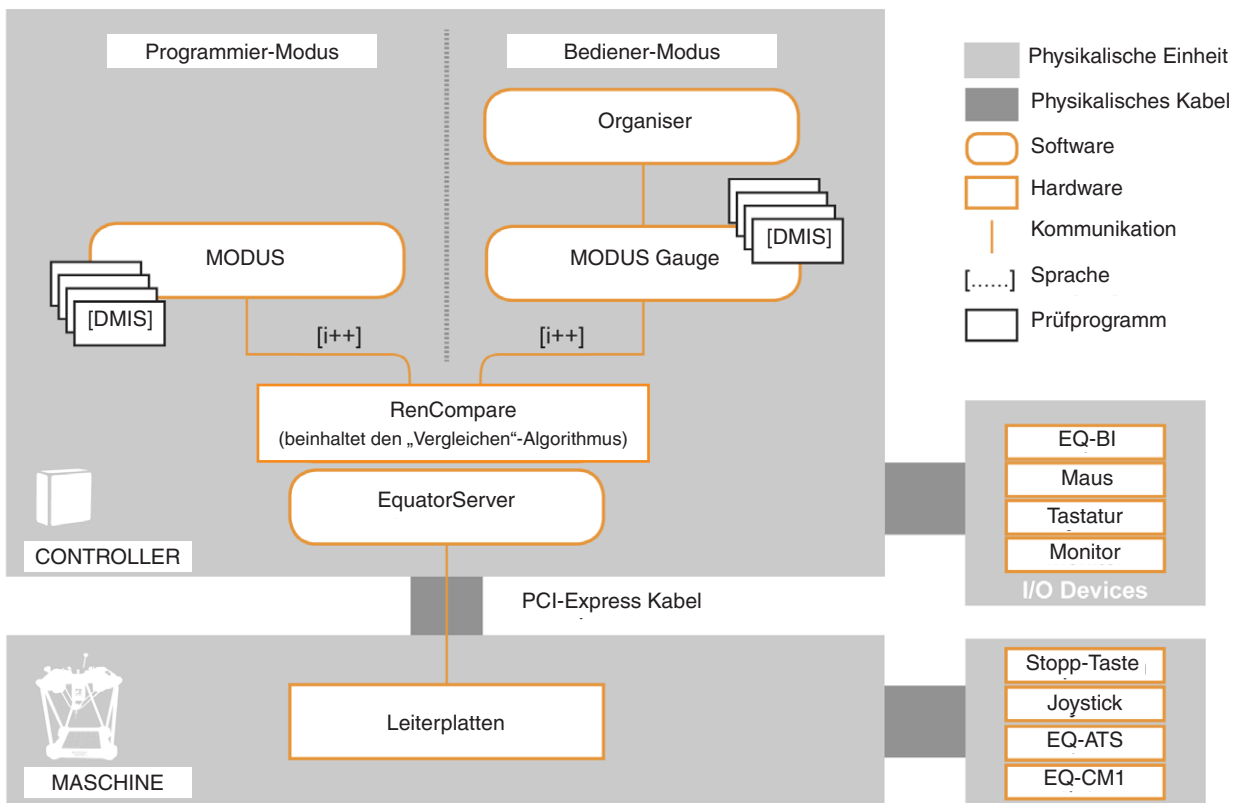 Programmier-Modus
Bediener-Modus
Organiser
MODUS
[DMIS]
MODUS Gauge
[DMIS]
[i++]
[i++]
RenCompare
(beinhaltet den „Vergleichen“-Algorithmus)
EquatorServer
CONTROLLER
PCI-Express Kabel
Leiterplatten
MASCHINE
Physikalische Einheit
Physikalisches Kabel
Software
Hardware
Kommunikation
[......] Sprache
Prüfprogramm
EQ-BI
Maus
Tastatur
Monitor
I/O Devices
Stopp-Taste
Joystick
EQ-ATS
EQ-CM1